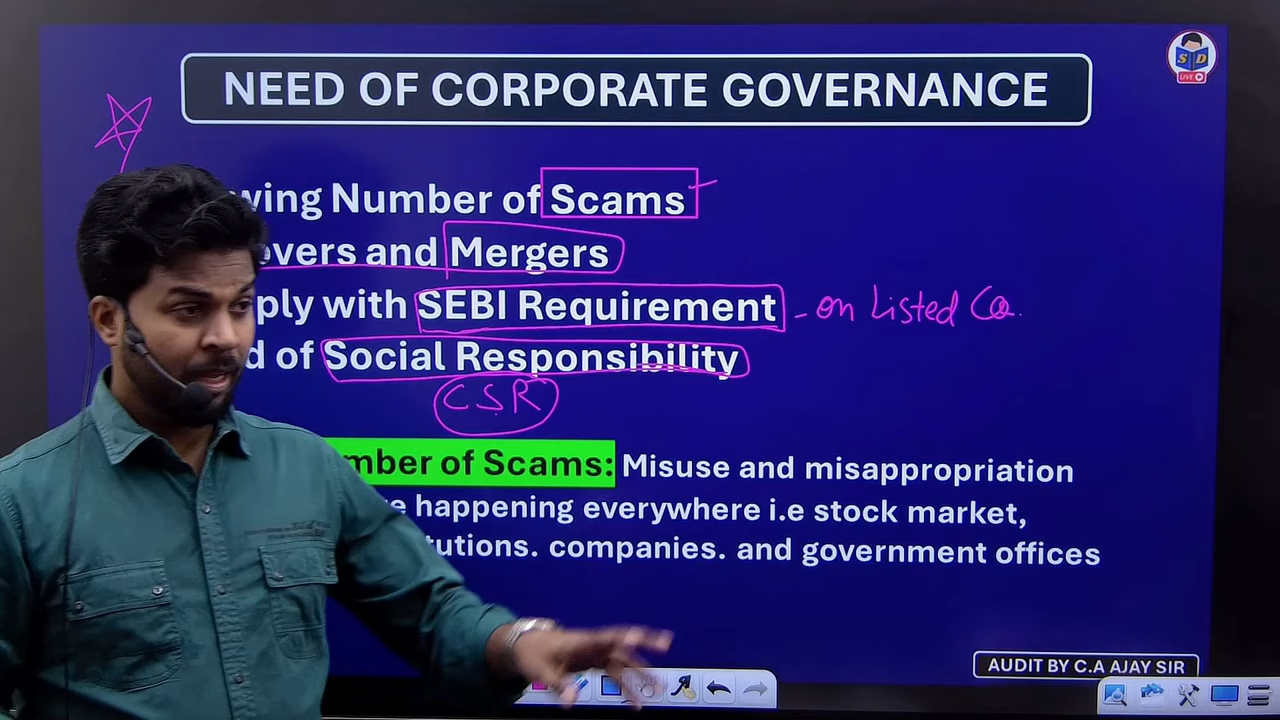 S D
LIVE
NEED OF CORPORATE GOVERNANCE
wing Number of Scams
overs and Mergers
ply with SEBI Requirement - on Listed Co.
d of Social Responsibility
CSR
mber of Scams: Misuse and misappropriation
e happening everywhere i.e stock market,
tutions. companies. and government offices
AUDIT BY C.A AJAY SIR